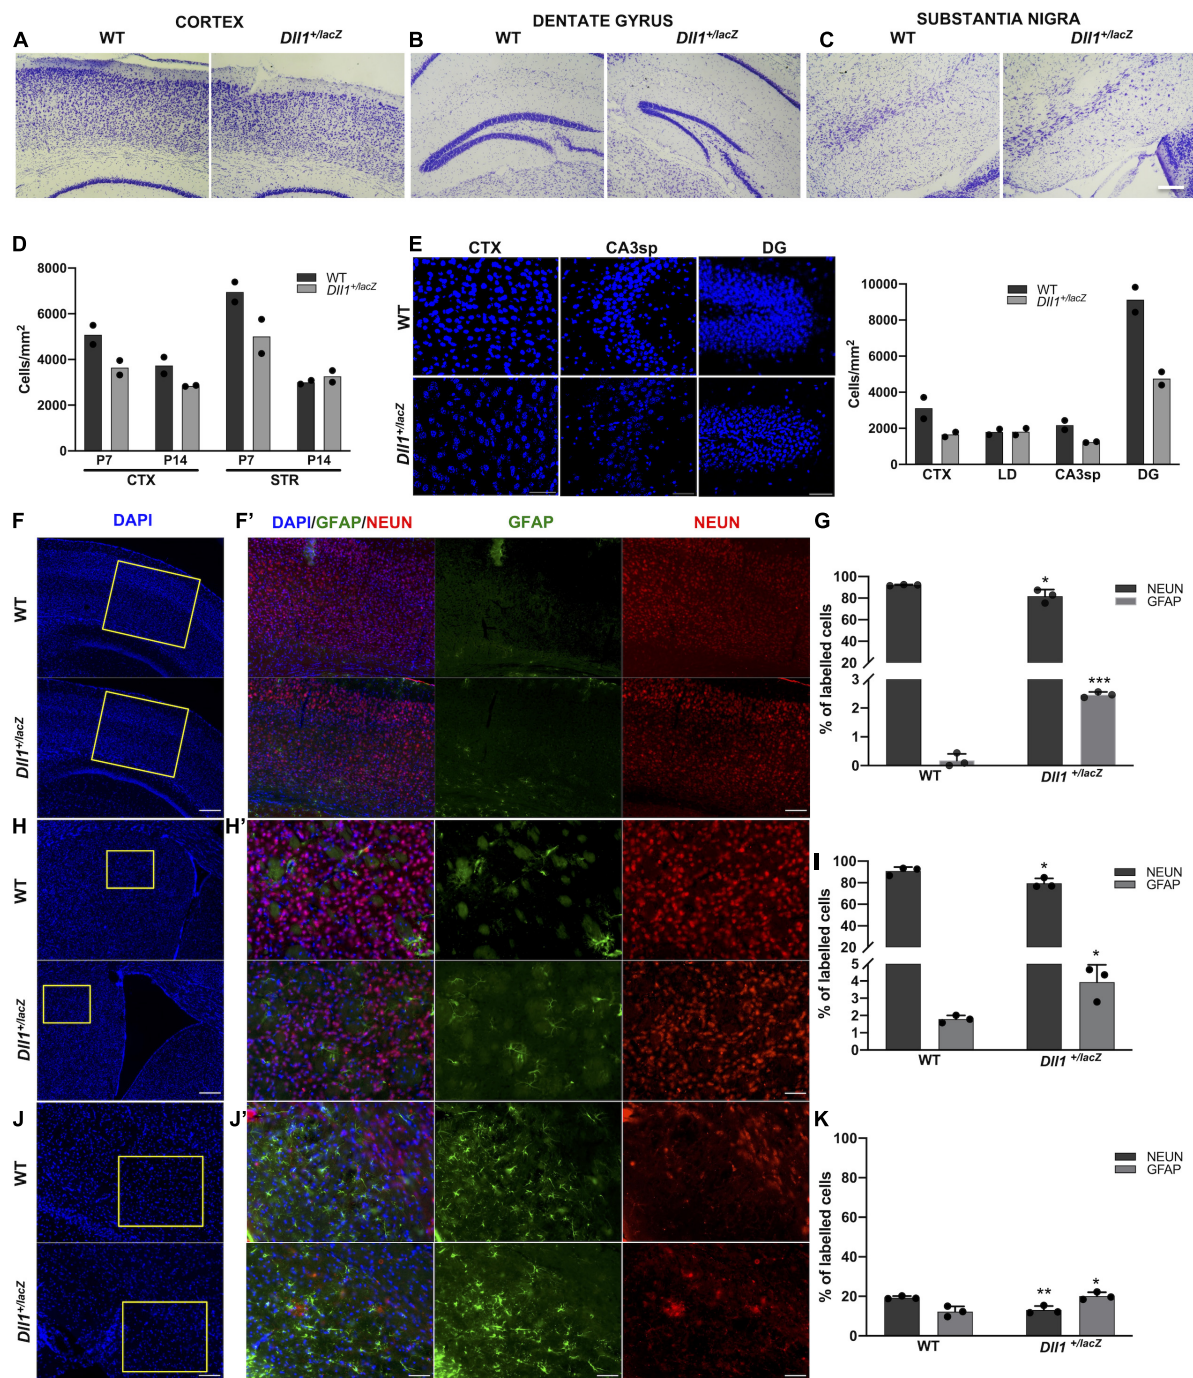 CORTEX
DENTATE GYRUS
SUBSTANTIA NIGRA
A WT Dll1+/lacZ
B WT Dll1+/lacZ
C WT Dll1+/lacZ
D
8000
6000
4000
2000
0
Cells/mm2
WT
Dll1+/lacZ
P7 P14 P7 P14
CTX STR
E CTX CA3sp DG
WT
Dll1+/lacZ
10000
8000
6000
4000
2000
0
Cells/mm2
WT
Dll1+/lacZ
CTX LD CA3sp DG
F DAPI
F' DAPI/GFAP/NEUN GFAP NEUN
WT
Dll1+/lacZ
G
100
80
60
40
20
3
2
1
0
% of labelled cells
* ***
NEUN
GFAP
WT Dll1 +/lacZ
H H'
WT
Dll1+/lacZ
I
100
80
60
40
20
5
4
3
2
1
0
% of labelled cells
* *
NEUN
GFAP
WT Dll1 +/lacZ
J J'
WT
Dll1+/lacZ
K
100
80
60
40
20
0
% of labelled cells
** *
NEUN
GFAP
WT Dll1 +/lacZ